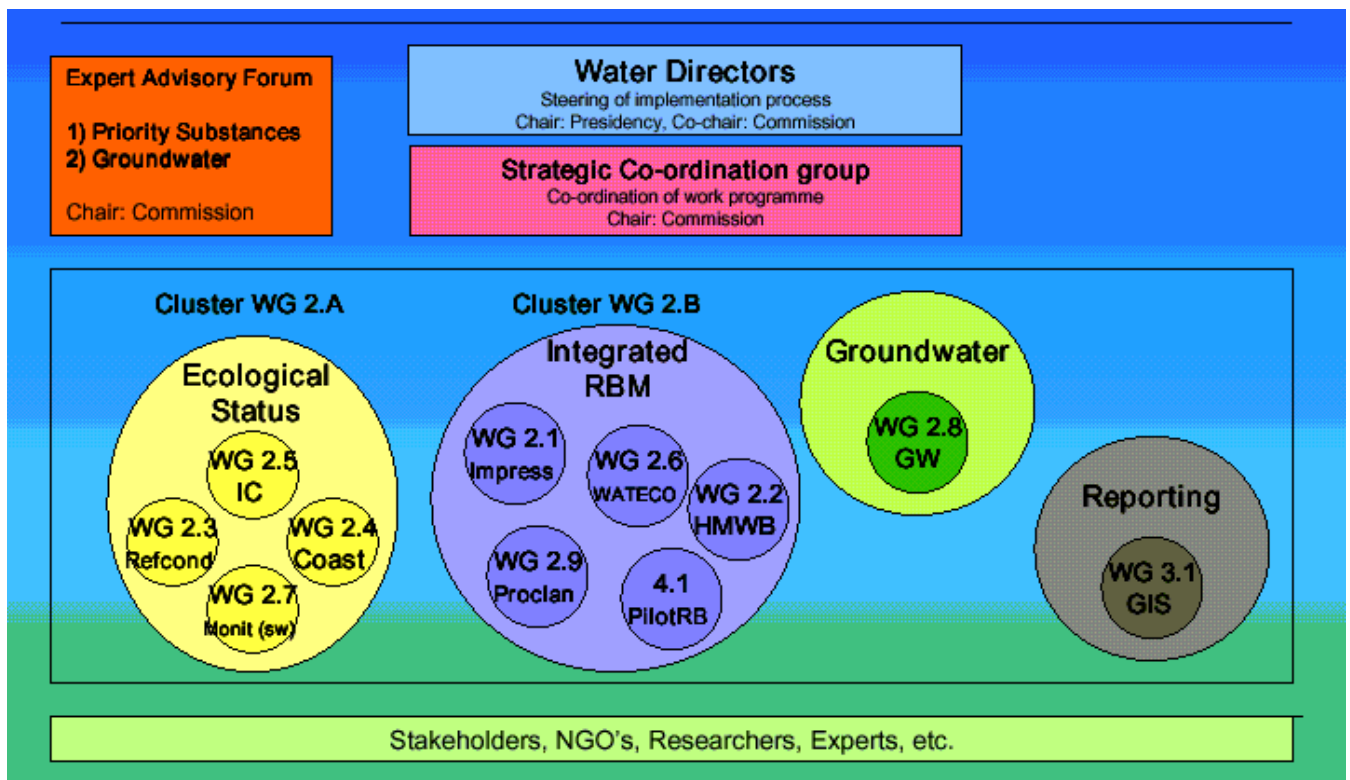 Expert Advisory Forum
1) Priority Substances
2) Groundwater
Chair: Commission
Water Directors
Steering of implementation process
Chair: Presidency, Co-chair: Commission
Strategic Co-ordination group
Co-ordination of work programme
Chair: Commission
Cluster WG 2.A
Ecological
Status
WG 2.5
IC
WG 2.3
Refcond
WG 2.4
Coast
WG 2.7
Monit (sw)
Cluster WG 2.B
Integrated
RBM
WG 2.1
Impress
WG 2.6
WATECO
WG 2.2
HMWB
WG 2.9
Proclan
4.1
PilotRB
Groundwater
WG 2.8
GW
Reporting
WG 3.1
GIS
Stakeholders, NGO's, Researchers, Experts, etc.